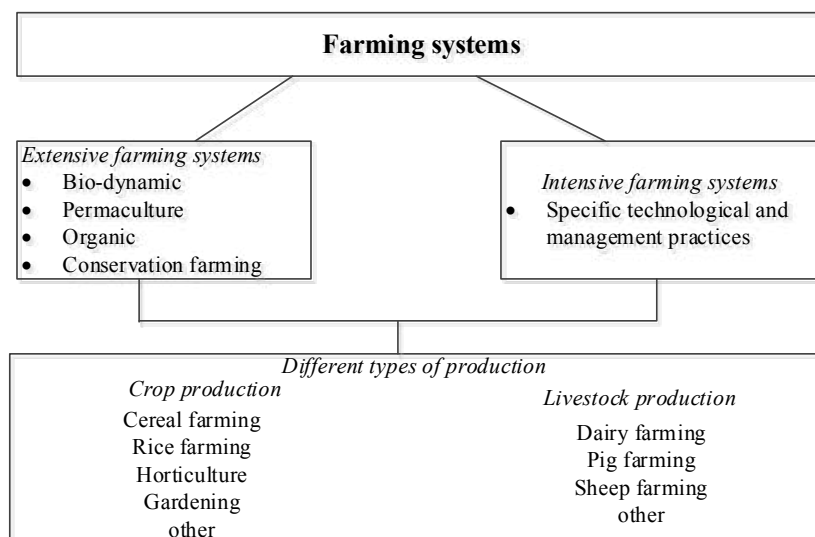 Farming systems
Extensive farming systems
• Bio-dynamic
• Permaculture
• Organic
• Conservation farming
Intensive farming systems
• Specific technological and
management practices
Different types of production
Crop production
Cereal farming
Rice farming
Horticulture
Gardening
other
Livestock production
Dairy farming
Pig farming
Sheep farming
other